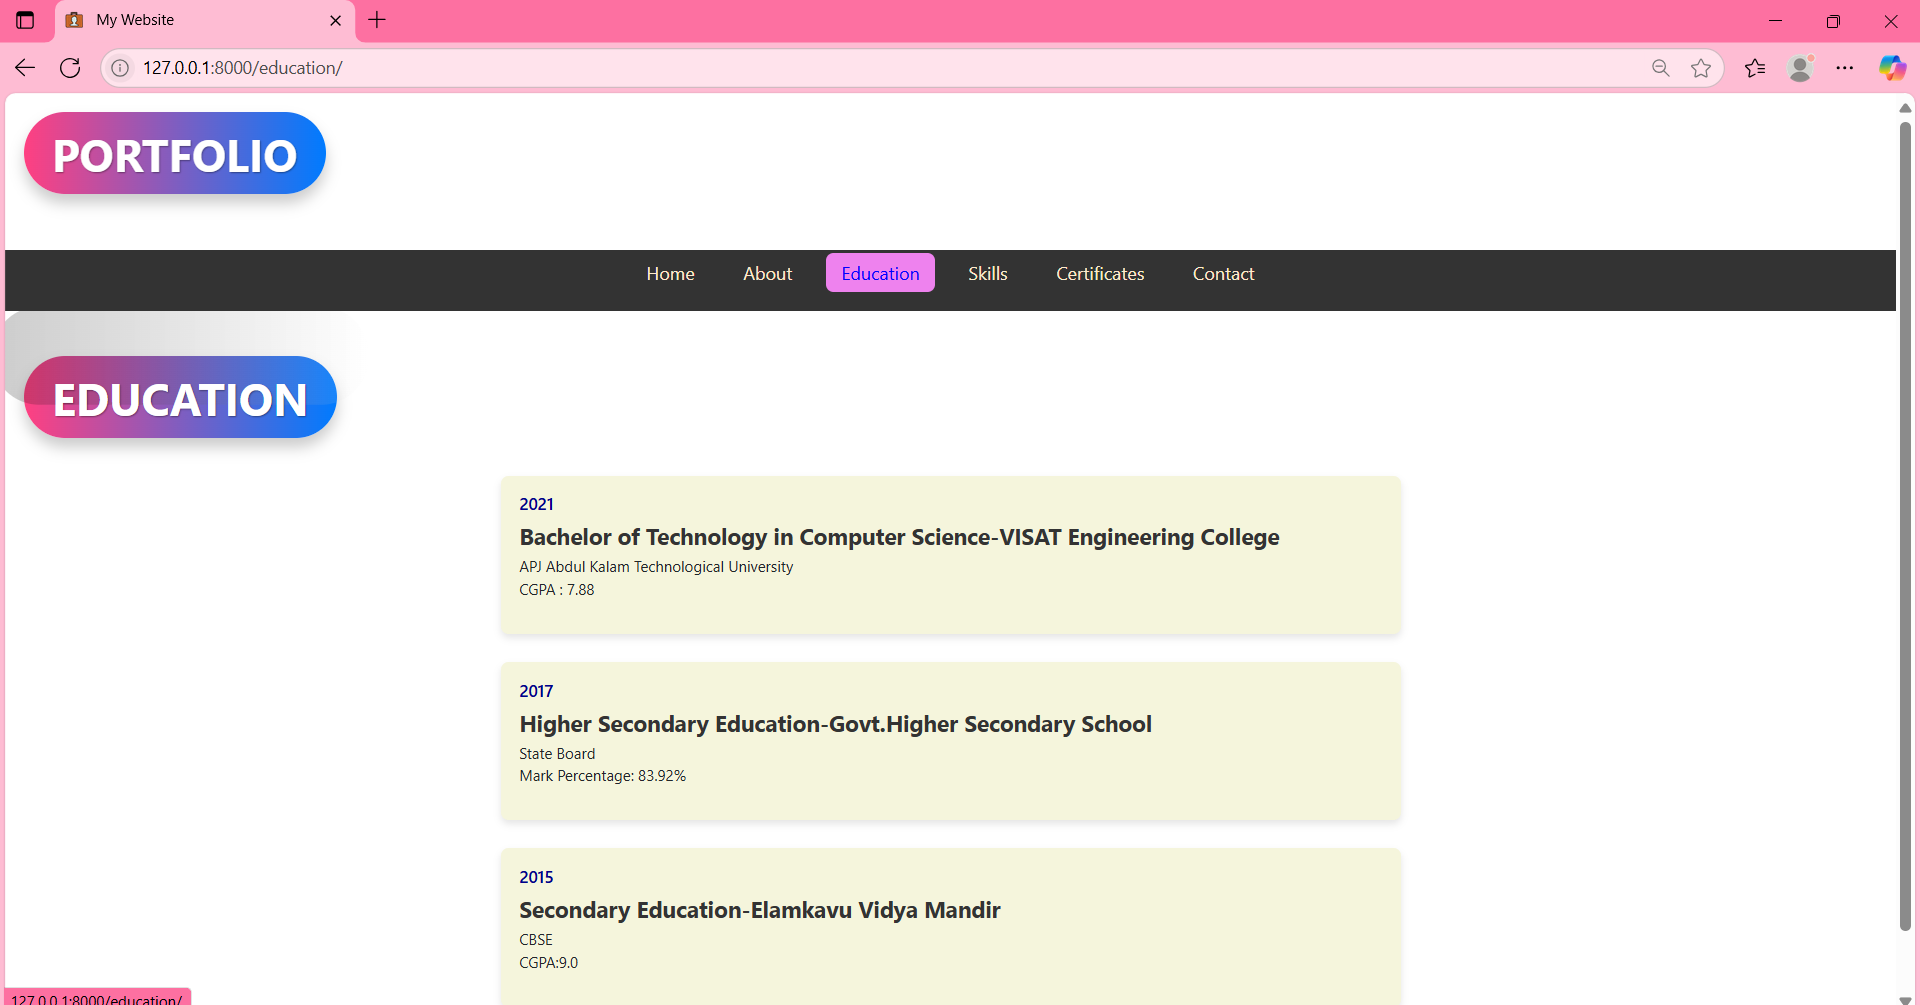 My Website
127.0.0.1:8000/education/
PORTFOLIO
Home About Education Skills Certificates Contact
EDUCATION
2021
Bachelor of Technology in Computer Science-VISAT Engineering College
APJ Abdul Kalam Technological University
CGPA : 7.88
2017
Higher Secondary Education-Govt.Higher Secondary School
State Board
Mark Percentage: 83.92%
2015
Secondary Education-Elamkavu Vidya Mandir
CBSE
CGPA:9.0
127.0.0.1:8000/education/